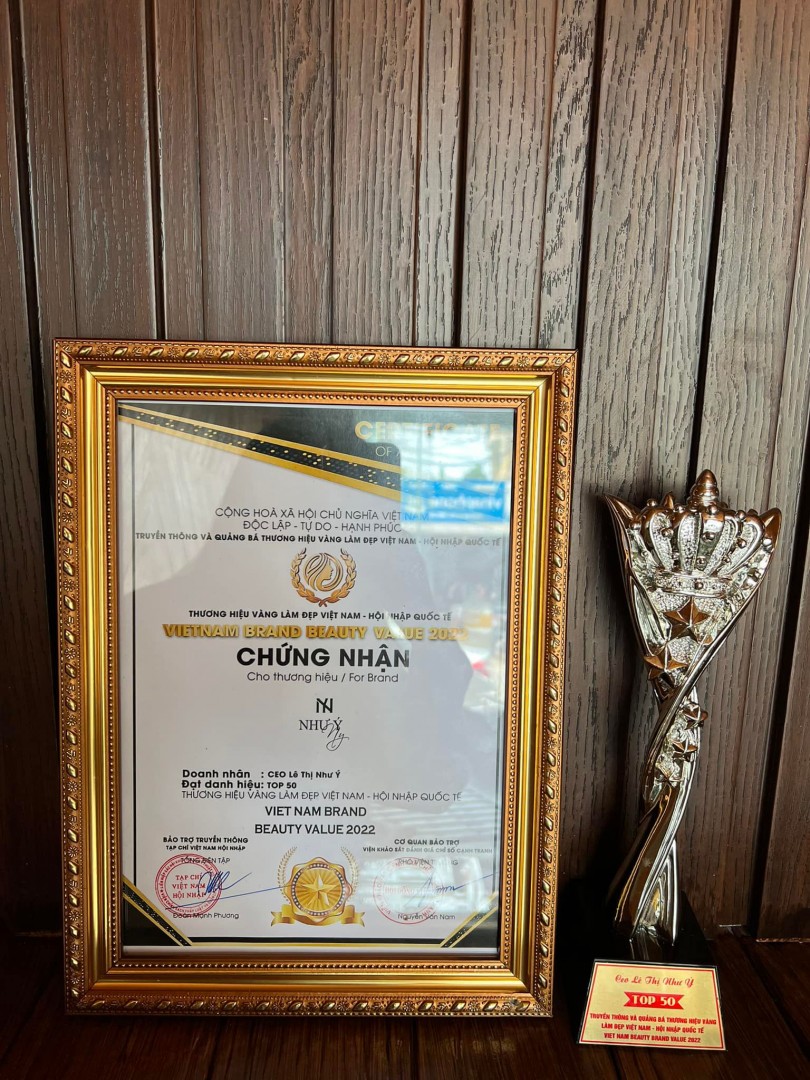 OF
CỘNG HOÀ XÃ HỘI CHỦ NGHĨA VIỆT NAM
ĐỘC LẬP - TỰ DO - HẠNH PHÚC
TRUYỀN THÔNG VÀ QUẢNG BÁ THƯƠNG HIỆU VÀNG LÀM ĐẸP VIỆT NAM - HỘI NHẬP QUỐC TẾ
THƯƠNG HIỆU VÀNG LÀM ĐẸP VIỆT NAM - HỘI NHẬP QUỐC TẾ
VIETNAM BRAND BEAUTY VALUE 2022
CHỨNG NHẬN
Cho thương hiệu / For Brand
NHƯ Ý
Ny
Doanh nhân : CEO Lê Thị Như Ý
Đạt danh hiệu: TOP 50
THƯƠNG HIỆU VÀNG LÀM ĐẸP VIỆT NAM - HỘI NHẬP QUỐC TẾ
VIET NAM BRAND
BEAUTY VALUE 2022
BẢO TRỢ TRUYỀN THÔNG
TẠP CHÍ VIỆT NAM HỘI NHẬP
TỔNG BIÊN TẬP
TẠP CHÍ
VIỆT NAM
HỘI NHẬP
Đoàn Mạnh Phương
CƠ QUAN BẢO TRỢ
VIỆN KHẢO SÁT ĐÁNH GIÁ CHỈ SỐ CẠNH TRANH
PHÓ VIỆN TRƯỞNG
Nguyễn Văn Nam
Ceo Lê Thị Như Ý
TOP 50
TRUYỀN THÔNG VÀ QUẢNG BÁ THƯƠNG HIỆU VÀNG
LÀM ĐẸP VIỆT NAM - HỘI NHẬP QUỐC TẾ
VIET NAM BEAUTY BRAND VALUE 2022